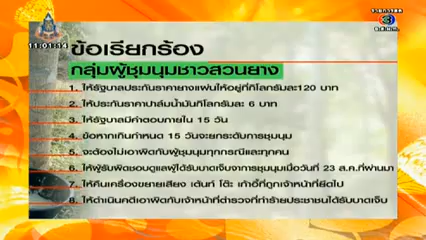 11:01:14
รายการสด
3
อ.ส.ม.ท.
ข้อเรียกร้อง
กลุ่มผู้ชุมนุมชาวสวนยาง
1. ให้รัฐบาลประกันราคายางแผ่นให้อยู่ที่กิโลกรัมละ120 บาท
2. ให้ประกันราคาปาล์มน้ำมันกิโลกรัมละ 6 บาท
3. ให้รัฐบาลมีคำตอบภายใน 15 วัน
4. ข้อหากเกินกำหนด 15 วันจะยกระดับการชุมนุม
5. จะต้องไม่เอาผิดกับผู้ชุมนุมทุกกรณีและทุกคน
6. ให้ผู้รับผิดชอบดูแลผู้ได้รับบาดเจ็บจาการชุมนุมเมื่อวันที่ 23 ส.ค.ที่ผ่านมา
7. ให้คืนเครื่องขยายเสียง เต้นท์ โต๊ะ เก้าอี้ที่ถูกเจ้าหน้าที่ยึดไป
8. ให้ดำเนินคดีเอาผิดกับเจ้าหน้าที่ตำรวจที่ทำร้ายประชาชนได้รับบาดเจ็บ